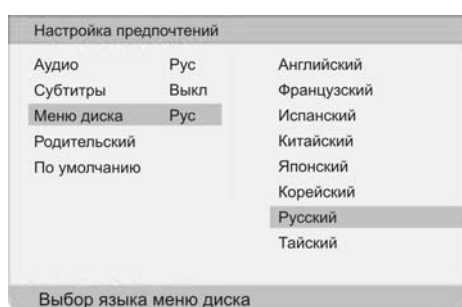 Настройка предпочтений
Аудио Рус Английский
Субтитры Выкл Французский
Меню диска Рус Испанский
Родительский Китайский
По умолчанию Японский
Корейский
Русский
Тайский
Выбор языка меню диска